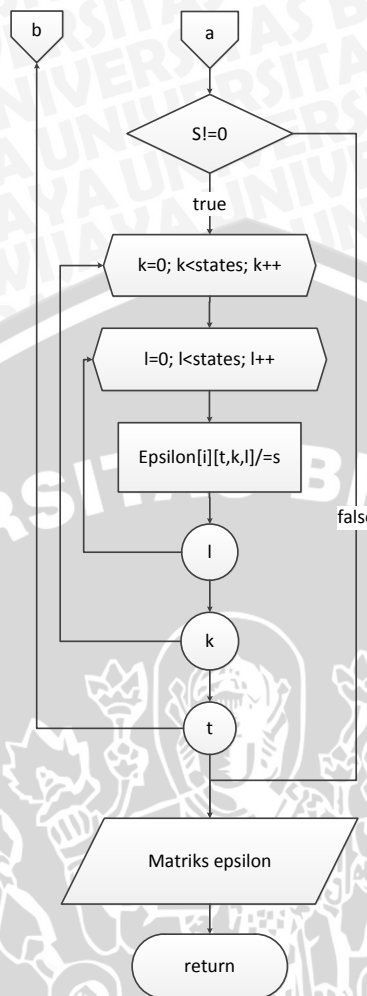 b
a
S!=0
true
k=0; k<states; k++
l=0; l<states; l++
Epsilon[i][t,k,l]/=s
l
false
k
t
Matriks epsilon
return